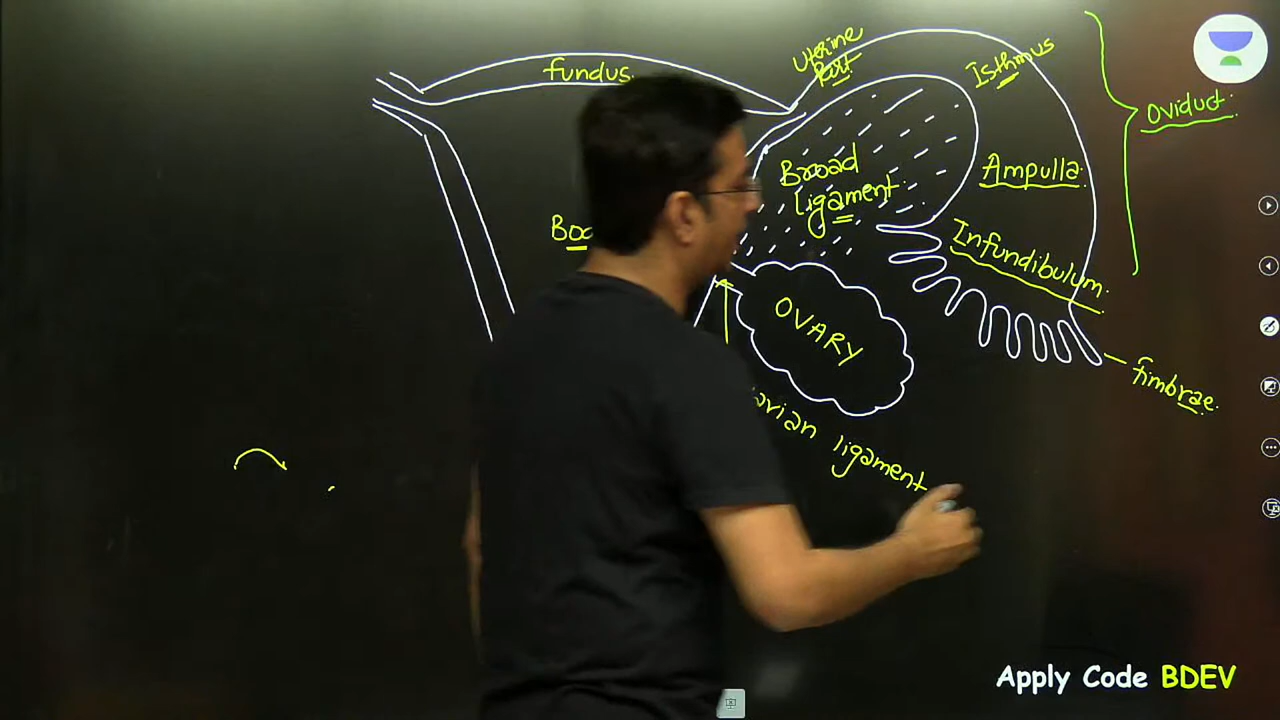 fundus
Uterine
Part
Isthmus
Oviduct
Broad
ligament
Ampulla
Infundibulum
OVARY
fimbrae
ligament
Apply Code BDEV